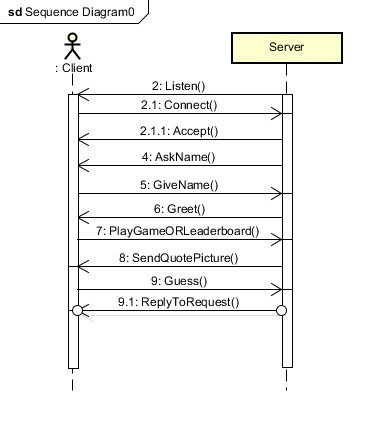 sd Sequence Diagram0
: Client
Server
2: Listen()
2.1: Connect()
2.1.1: Accept()
4: AskName()
5: GiveName()
6: Greet()
7: PlayGameORLeaderboard()
8: SendQuotePicture()
9: Guess()
9.1: ReplyToRequest()